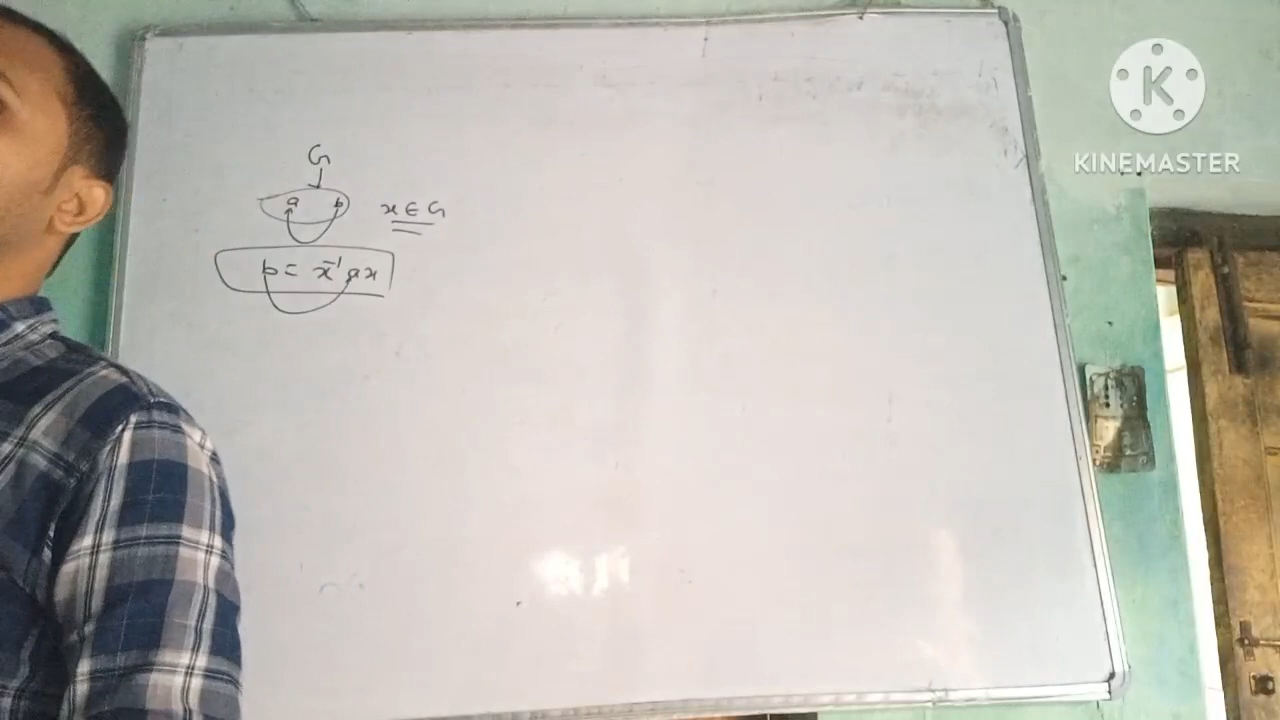 G
a b x ∈ G
b = x⁻¹ax
KINEMASTER